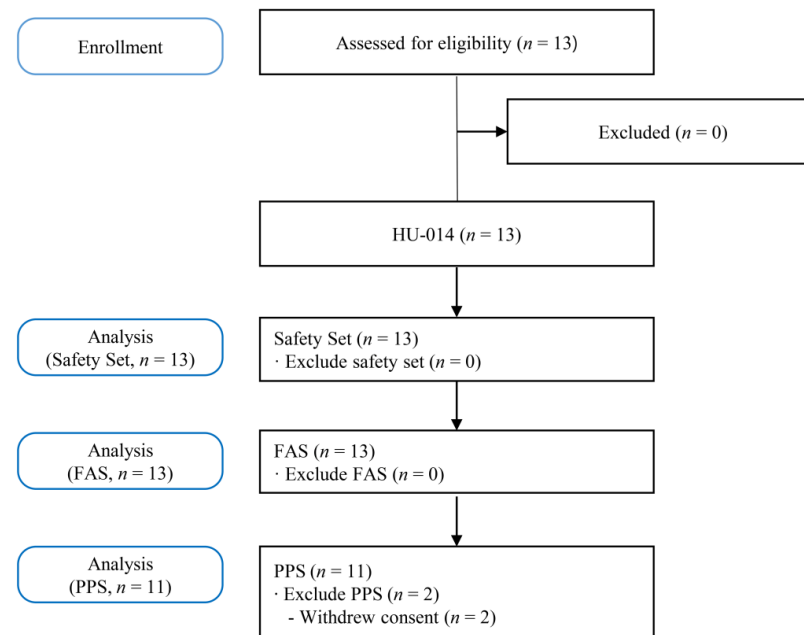 Enrollment
Assessed for eligibility (n = 13)
Excluded (n = 0)
HU-014 (n = 13)
Analysis
(Safety Set, n = 13)
Safety Set (n = 13)
· Exclude safety set (n = 0)
Analysis
(FAS, n = 13)
FAS (n = 13)
· Exclude FAS (n = 0)
Analysis
(PPS, n = 11)
PPS (n = 11)
· Exclude PPS (n = 2)
- Withdrew consent (n = 2)